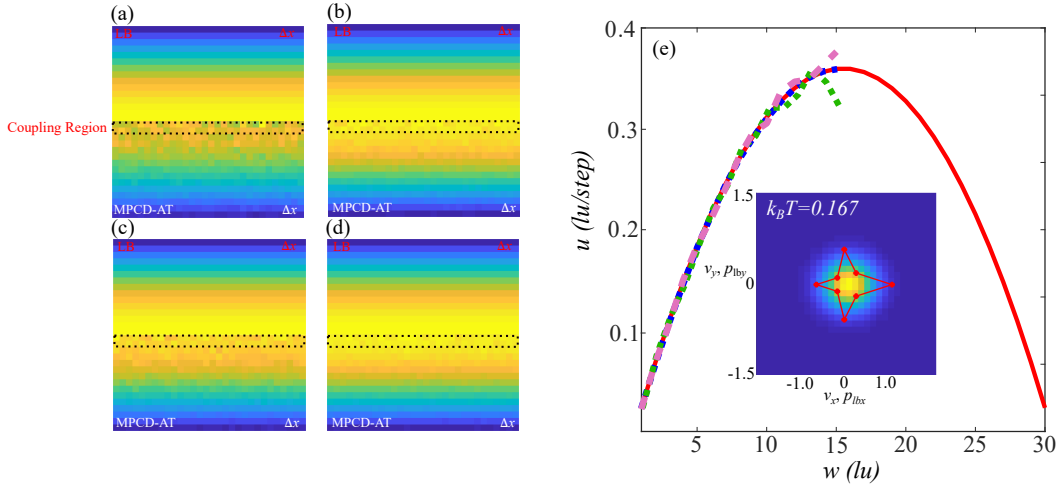 (a)
LB Δx
Coupling Region
MPCD-AT Δx
(b)
LB Δx
MPCD-AT Δx
(c)
LB Δx
MPCD-AT Δx
(d)
LB Δx
MPCD-AT Δx
(e)
0.4
0.3
0.2
0.1
u (lu/step)
5 10 15 20 25 30
w (lu)
k_BT=0.167
1.5
v_y, p_lby
0
-1.5
-1.0 0 1.0
v_x, p_lbx